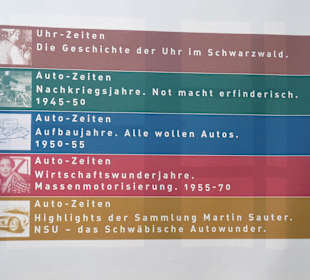 Uhr-Zeiten
Die Geschichte der Uhr im Schwarzwald.
Auto-Zeiten
Nachkriegsjahre. Not macht erfinderisch.
1945-50
Auto-Zeiten
Aufbaujahre. Alle wollen Autos.
1950-55
Auto-Zeiten
Wirtschaftswunderjahre.
Massenmotorisierung. 1955-70
Auto-Zeiten
Highlights der Sammlung Martin Sauter.
NSU – das Schwäbische Autowunder.